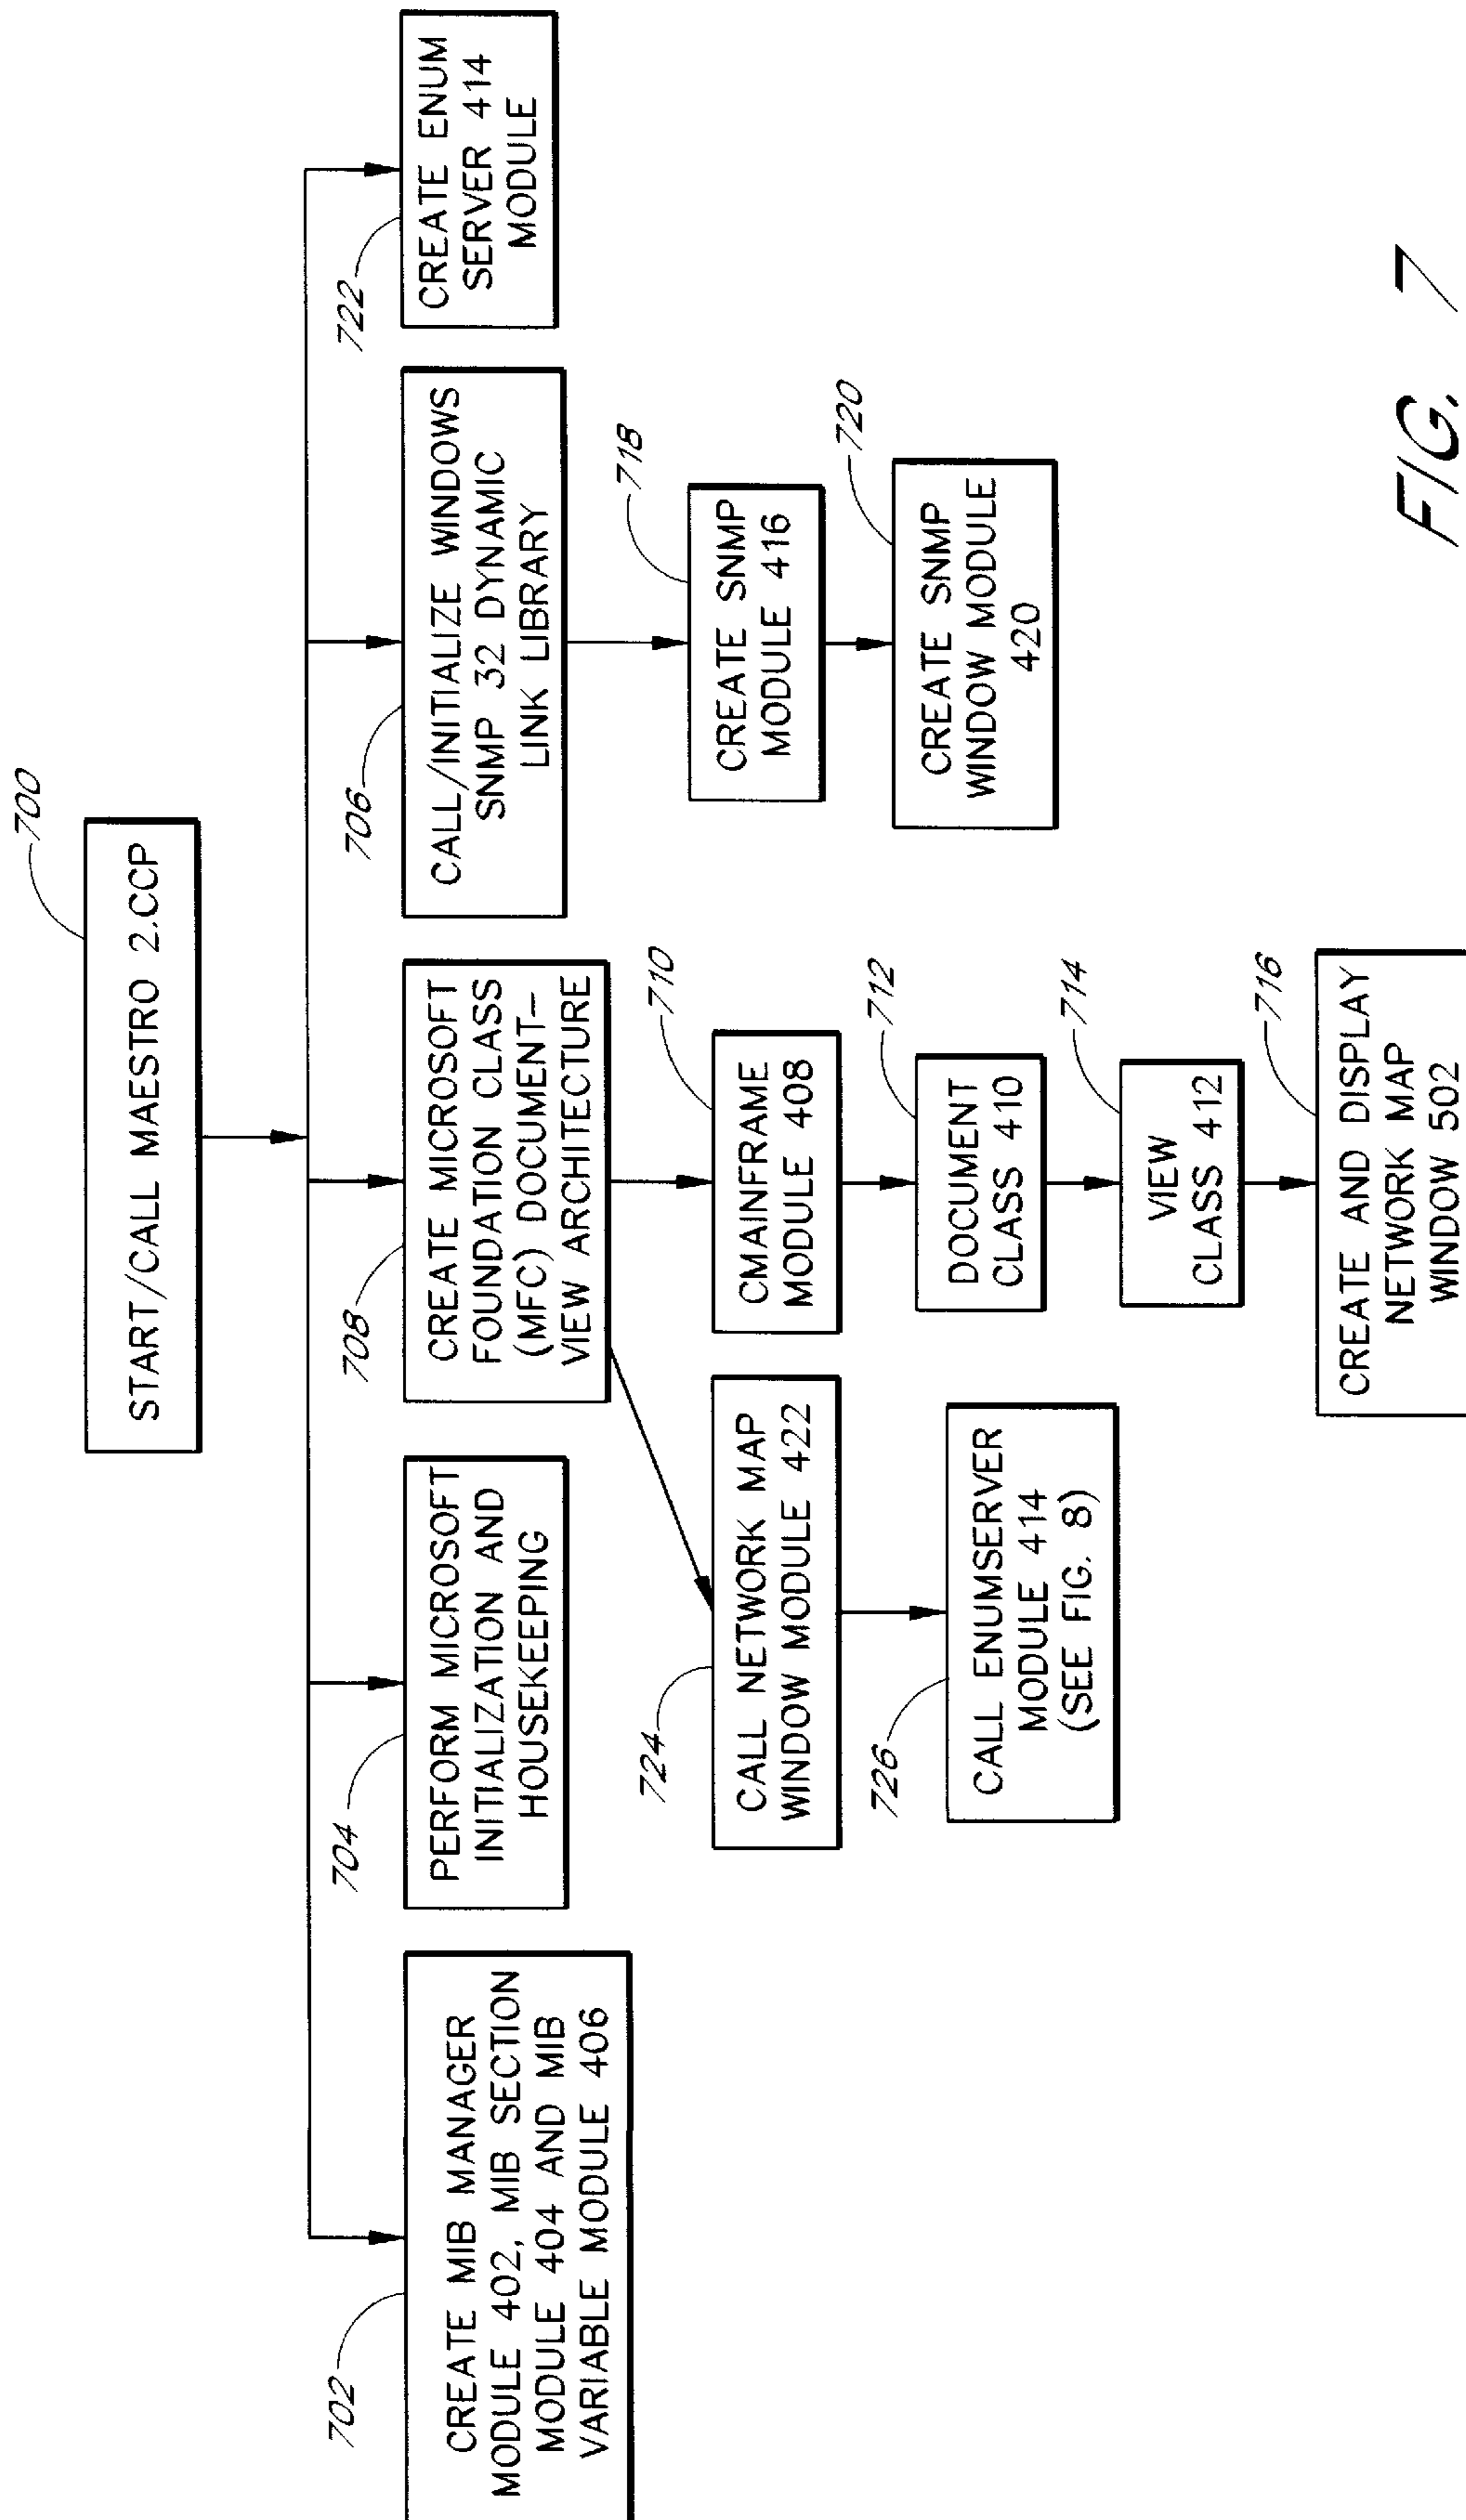 700
START/CALL MAESTRO 2.CCP
702
CREATE MIB MANAGER
MODULE 402, MIB SECTION
MODULE 404 AND MIB
VARIABLE MODULE 406
704
PERFORM MICROSOFT
INITIALIZATION AND
HOUSEKEEPING
708
CREATE MICROSOFT
FOUNDATION CLASS
(MFC) DOCUMENT-
VIEW ARCHITECTURE
706
CALL/INITIALIZE WINDOWS
SNMP 32 DYNAMIC
LINK LIBRARY
722
CREATE ENUM
SERVER 414
MODULE
724
CALL NETWORK MAP
WINDOW MODULE 422
726
CALL ENUMSERVER
MODULE 414
(SEE FIG. 8)
710
CMAINFRAME
MODULE 408
712
DOCUMENT
CLASS 410
714
VIEW
CLASS 412
716
CREATE AND DISPLAY
NETWORK MAP
WINDOW 502
718
CREATE SNMP
MODULE 416
720
CREATE SNMP
WINDOW MODULE
420
FIG. 7